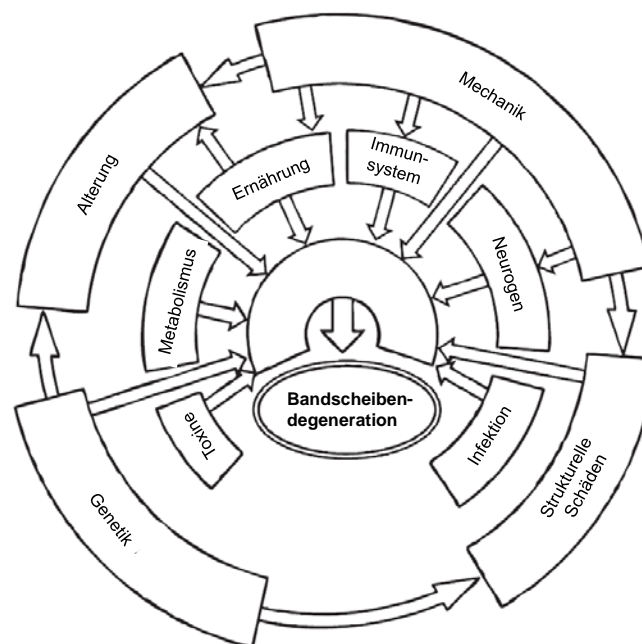 Mechanik
Immun-
system
Ernährung
Alterung
Neurogen
Metabolismus
Bandscheiben-
degeneration
Toxine
Infektion
Strukturelle
Schäden
Genetik